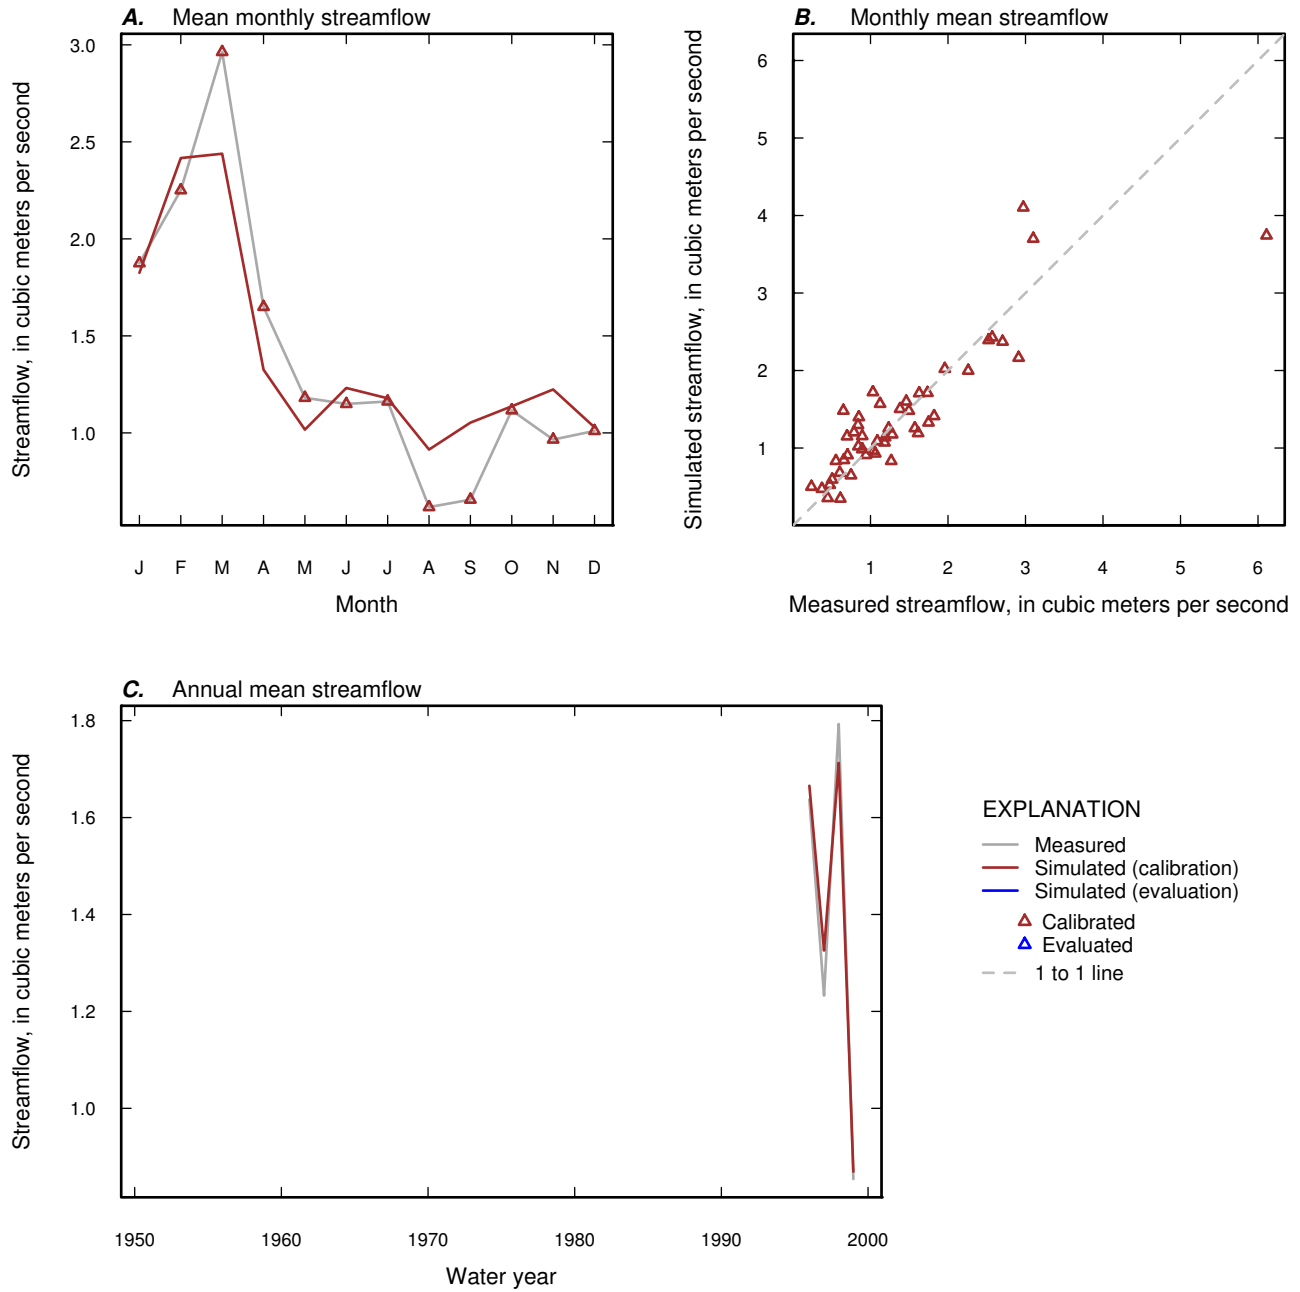 A. Mean monthly streamflow
3.0
2.5
2.0
1.5
1.0
Streamflow, in cubic meters per second
J F M A M J J A S O N D
Month
B. Monthly mean streamflow
6
5
4
3
2
1
Simulated streamflow, in cubic meters per second
1 2 3 4 5 6
Measured streamflow, in cubic meters per second
C. Annual mean streamflow
1.8
1.6
1.4
1.2
1.0
Streamflow, in cubic meters per second
1950 1960 1970 1980 1990 2000
Water year
EXPLANATION
Measured
Simulated (calibration)
Simulated (evaluation)
Calibrated
Evaluated
1 to 1 line